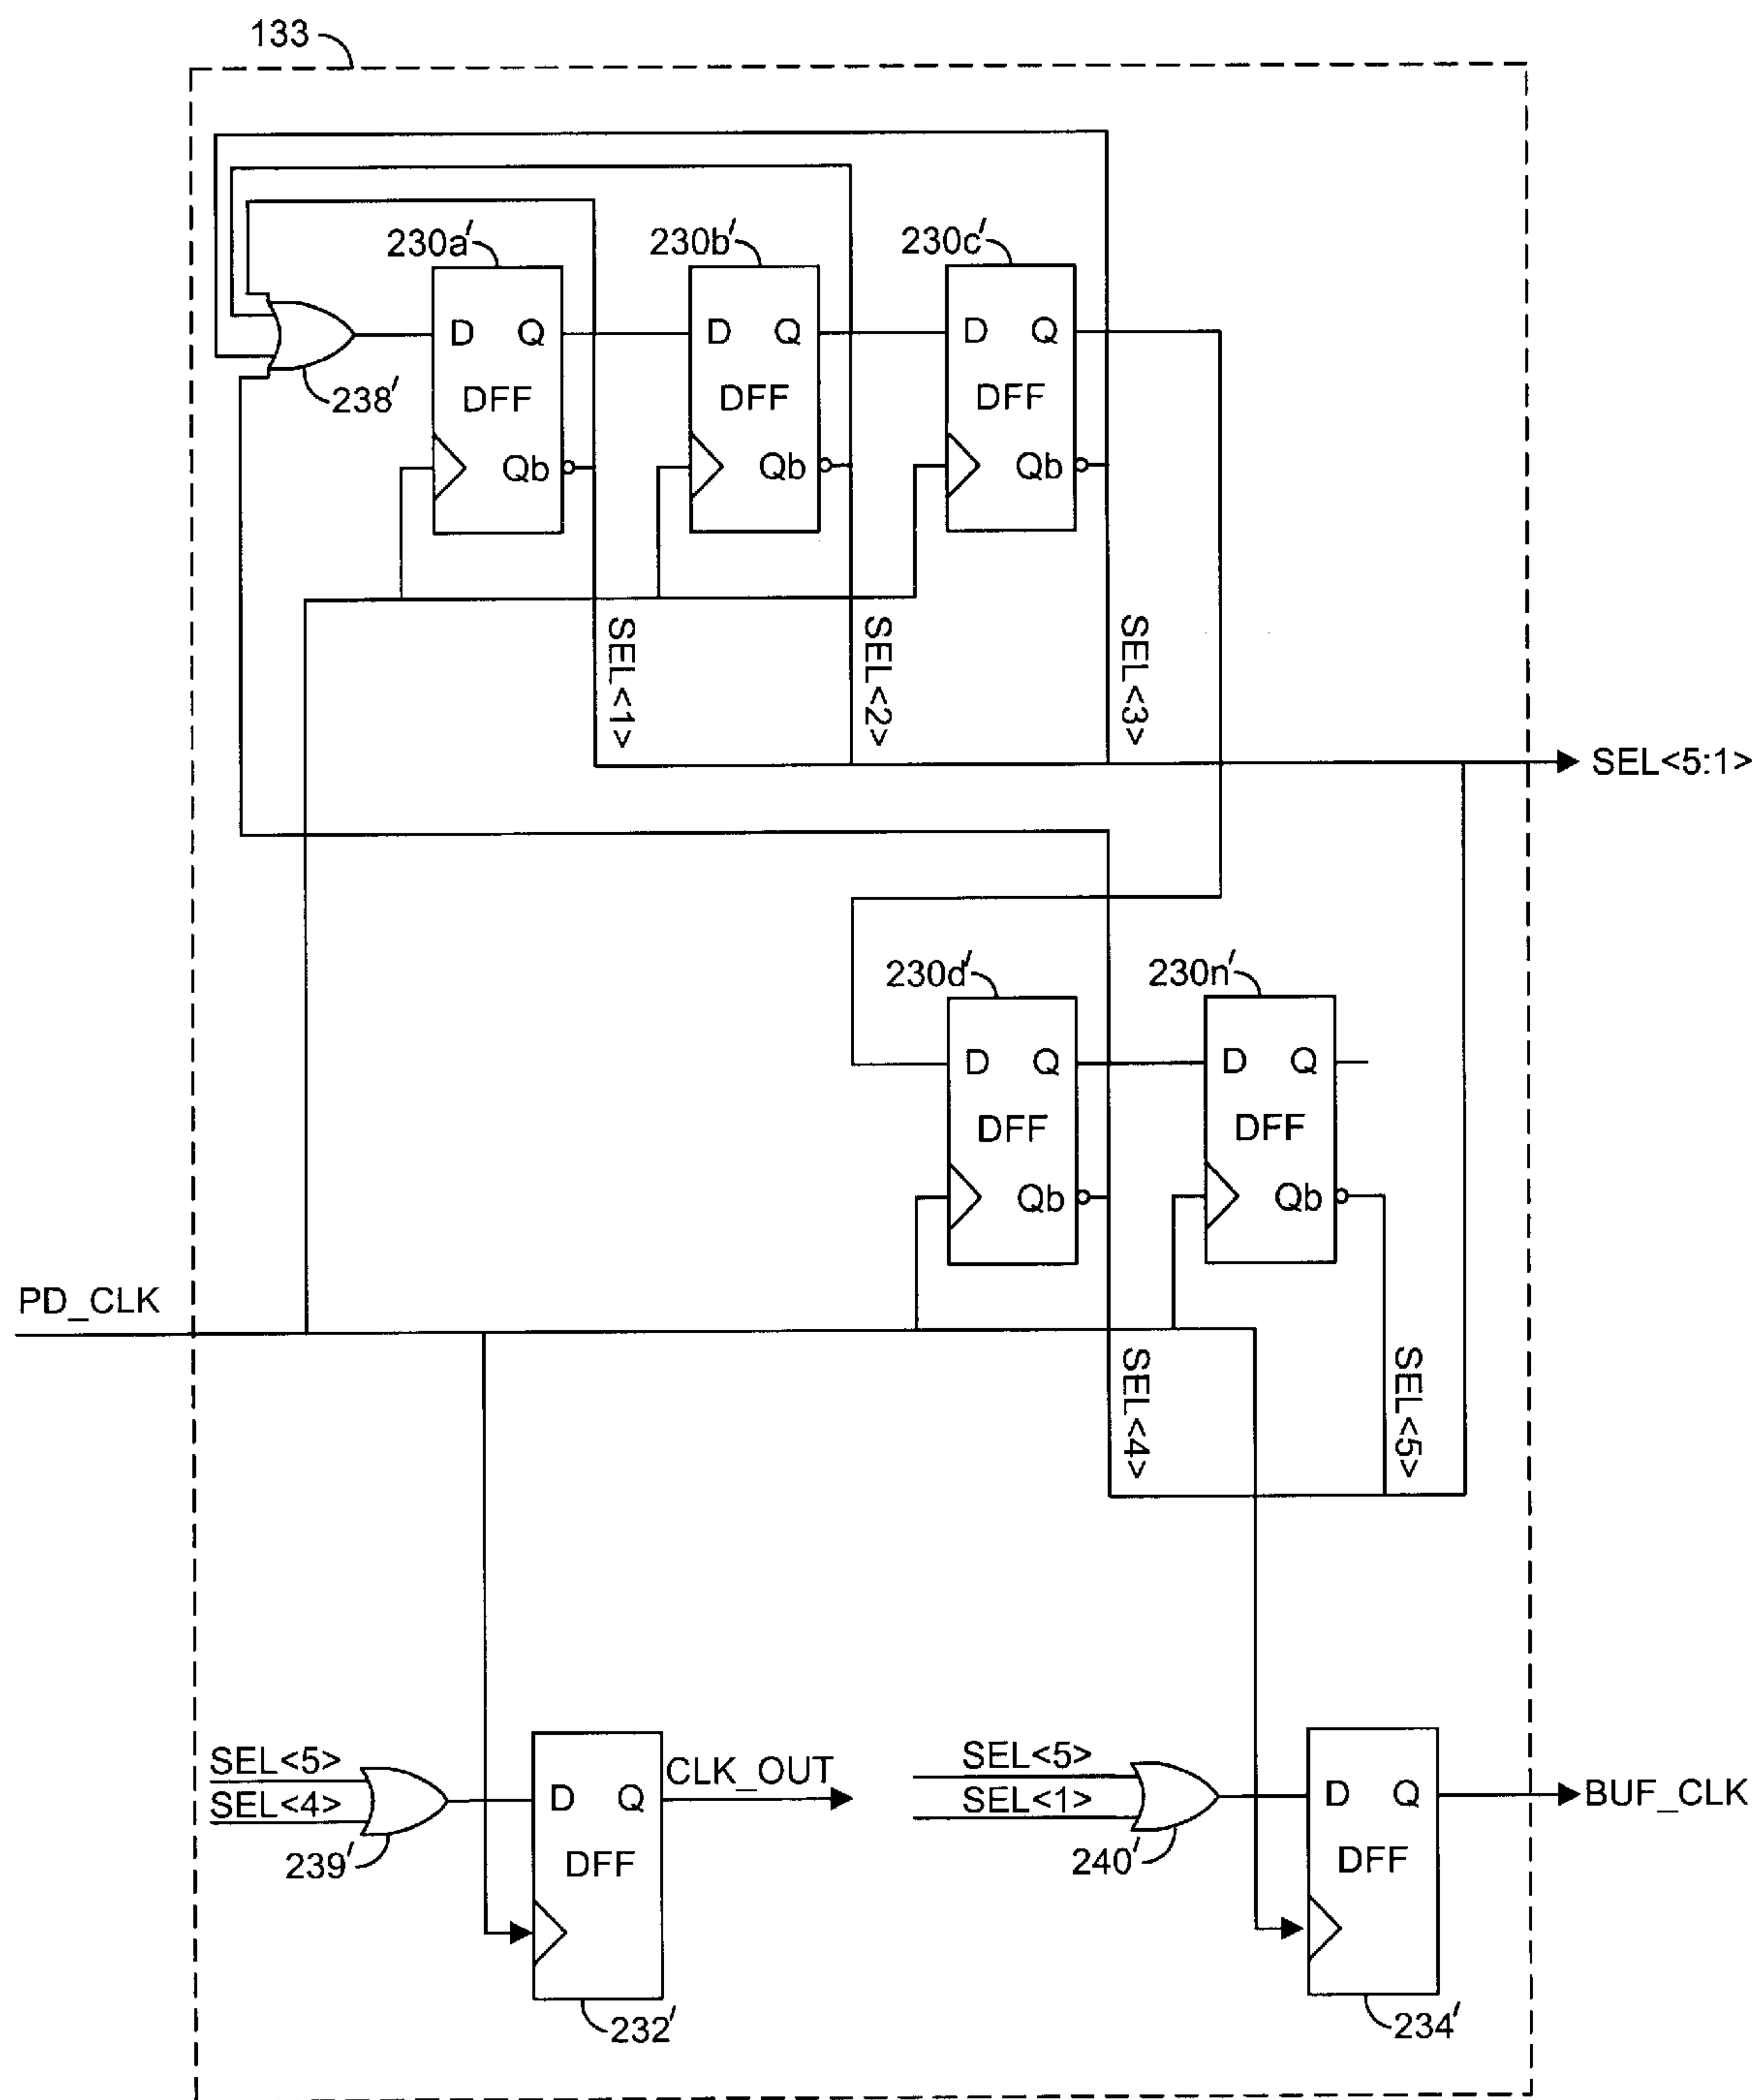 133
230a′ 230b′ 230c′
D Q D Q D Q
238′ DFF DFF DFF
Qb Qb Qb
SEL<1> SEL<2> SEL<3>
SEL<5:1>
230d′ 230n′
D Q D Q
DFF DFF
Qb Qb
PD_CLK
SEL<4> SEL<5>
SEL<5> D Q CLK_OUT SEL<5> D Q BUF_CLK
SEL<4> SEL<1>
239′ DFF 240′ DFF
232′ 234′